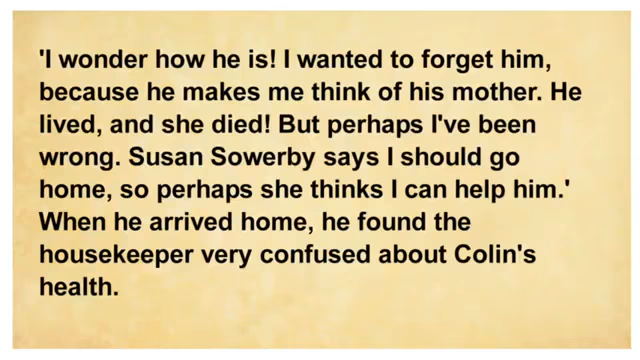 'I wonder how he is! I wanted to forget him,
because he makes me think of his mother. He
lived, and she died! But perhaps I've been
wrong. Susan Sowerby says I should go
home, so perhaps she thinks I can help him.'
When he arrived home, he found the
housekeeper very confused about Colin's
health.